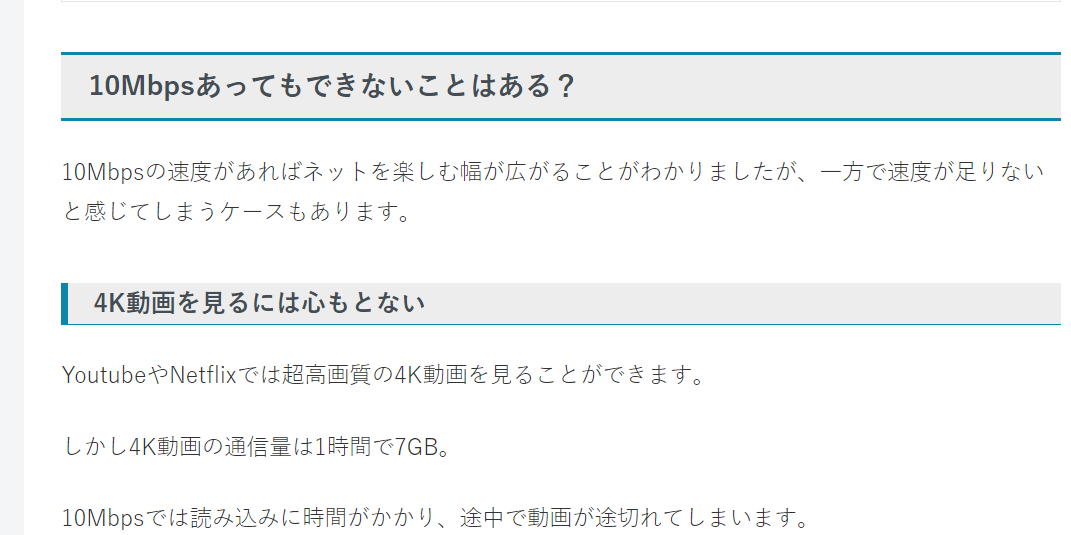 10Mbpsあってもできないことはある？
10Mbpsの速度があればネットを楽しむ幅が広がることがわかりましたが、一方で速度が足りない
と感じてしまうケースもあります。
4K動画を見るには心もとない
YoutubeやNetflixでは超高画質の4K動画を見ることができます。
しかし4K動画の通信量は1時間で7GB。
10Mbpsでは読み込みに時間がかかり、途中で動画が途切れてしまいます。